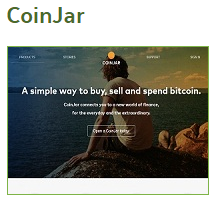 CoinJar
PRODUCTS STORIES COINJAR SUPPORT SIGN IN
A simple way to buy, sell and spend bitcoin.
CoinJar connects you to a new world of finance,
for the everyday and the extraordinary.
Open a CoinJar today